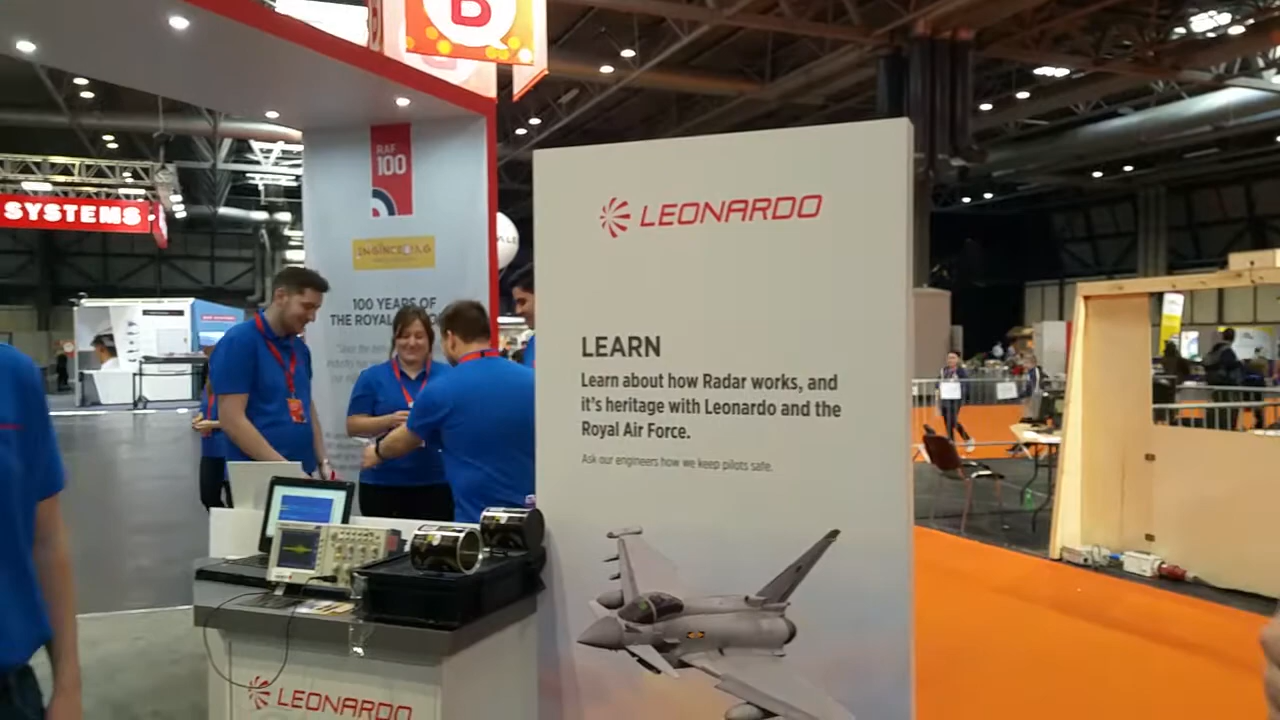 B
RAF
100
SYSTEMS
100 YEARS OF
THE ROYAL
LEONARDO
LEARN
Learn about how Radar works, and
it's heritage with Leonardo and the
Royal Air Force.
Ask our engineers how we keep pilots safe.
LEONARDO